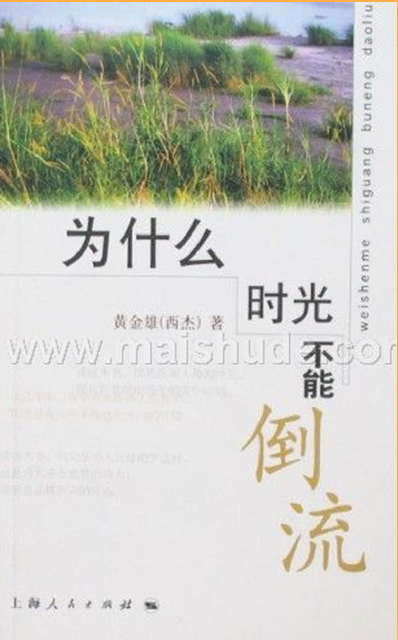 weishenme shiguang buneng daoliu
为什么
黄金雄(西杰) 著
时光
不能
倒流
www.maishuda.com
上海人民出版社